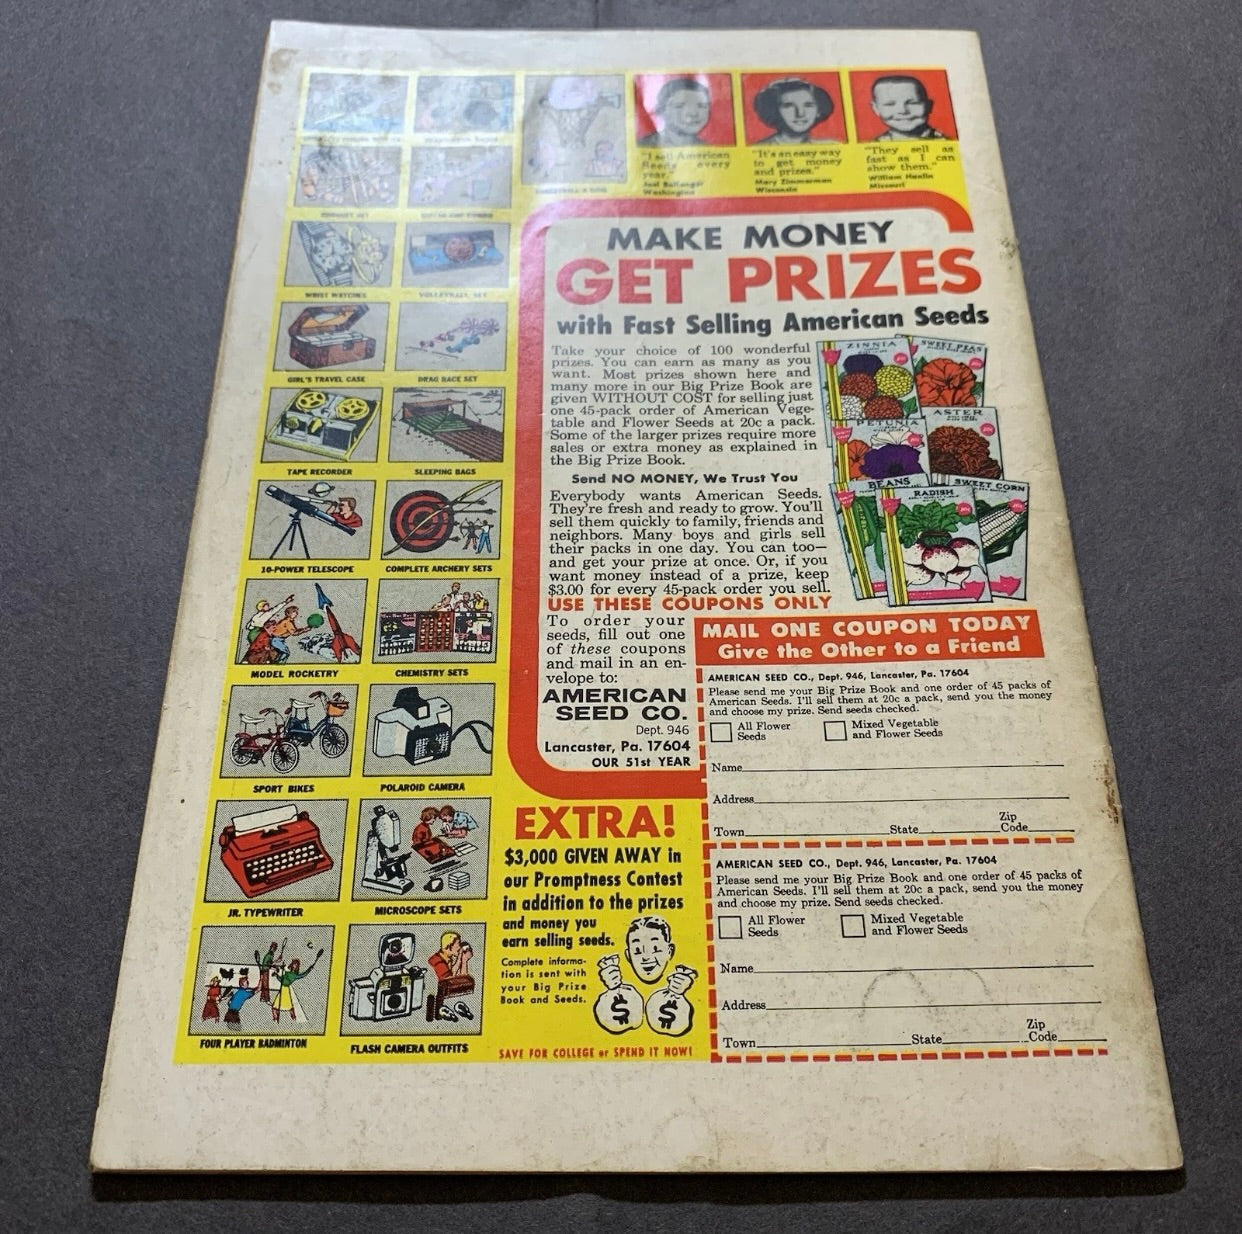 "I sell American
Seeds every
year."
Joel Ballenger
Washington
"It's an easy way
to get money
and prizes."
Mary Zimmerman
Wisconsin
"They sell as
fast as I can
show them."
William Hanlin
Missouri
WRIST WATCHES
VOLLEYBALL SET
GIRL'S TRAVEL CASE
DRAG RACE SET
TAPE RECORDER
SLEEPING BAGS
10-POWER TELESCOPE
COMPLETE ARCHERY SETS
MODEL ROCKETRY
CHEMISTRY SETS
SPORT BIKES
POLAROID CAMERA
JR. TYPEWRITER
MICROSCOPE SETS
FOUR PLAYER BADMINTON
FLASH CAMERA OUTFITS
MAKE MONEY
GET PRIZES
with Fast Selling American Seeds
Take your choice of 100 wonderful
prizes. You can earn as many as you
want. Most prizes shown here and
many more in our Big Prize Book are
given WITHOUT COST for selling just
one 45-pack order of American Vege-
table and Flower Seeds at 20c a pack.
Some of the larger prizes require more
sales or extra money as explained in
the Big Prize Book.
Send NO MONEY, We Trust You
Everybody wants American Seeds.
They're fresh and ready to grow. You'll
sell them quickly to family, friends and
neighbors. Many boys and girls sell
their packs in one day. You can too—
and get your prize at once. Or, if you
want money instead of a prize, keep
$3.00 for every 45-pack order you sell.
USE THESE COUPONS ONLY
To order your
seeds, fill out one
of these coupons
and mail in an en-
velope to:
AMERICAN
SEED CO.
Dept. 946
Lancaster, Pa. 17604
OUR 51st YEAR
ZINNIA
SWEET PEAS
PETUNIA
ASTER
BEANS
RADISH
SWEET CORN
MAIL ONE COUPON TODAY
Give the Other to a Friend
AMERICAN SEED CO., Dept. 946, Lancaster, Pa. 17604
Please send me your Big Prize Book and one order of 45 packs of
American Seeds. I'll sell them at 20c a pack, send you the money
and choose my prize. Send seeds checked.
All Flower
Seeds
Mixed Vegetable
and Flower Seeds
Name
Address
Town State Zip
Code
AMERICAN SEED CO., Dept. 946, Lancaster, Pa. 17604
Please send me your Big Prize Book and one order of 45 packs of
American Seeds. I'll sell them at 20c a pack, send you the money
and choose my prize. Send seeds checked.
All Flower
Seeds
Mixed Vegetable
and Flower Seeds
Name
Address
Town State Zip
Code
EXTRA!
$3,000 GIVEN AWAY in
our Promptness Contest
in addition to the prizes
and money you
earn selling seeds.
Complete informa-
tion is sent with
your Big Prize
Book and Seeds.
$ $
SAVE FOR COLLEGE or SPEND IT NOW!